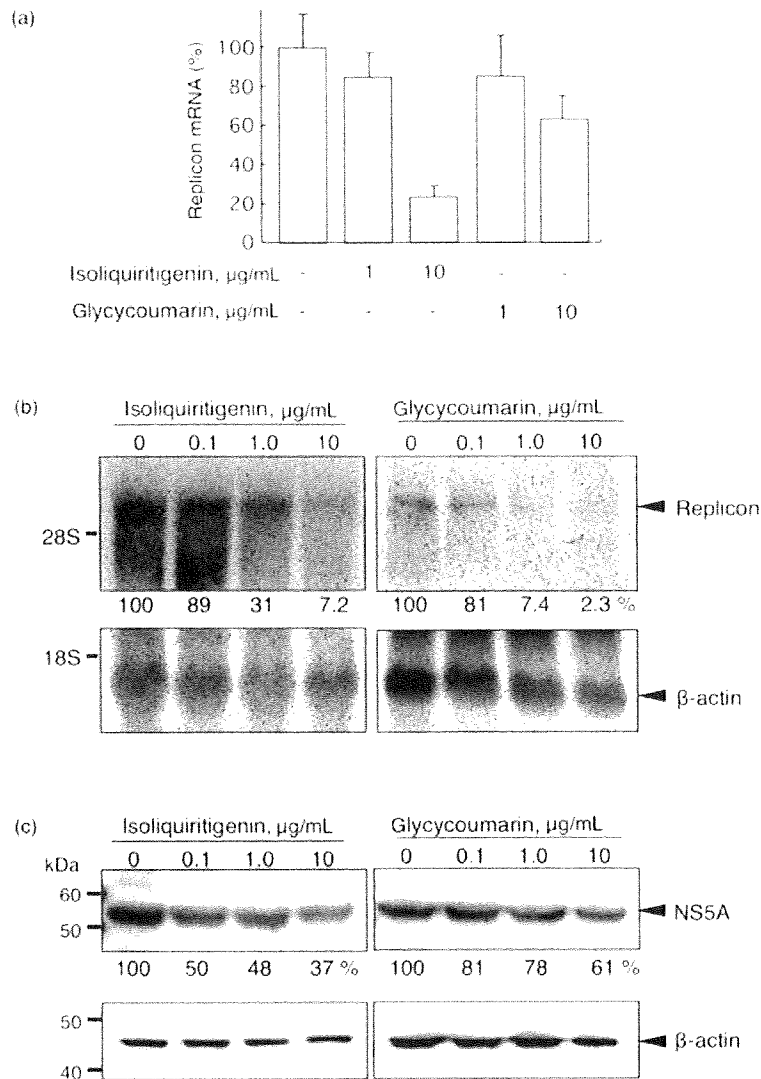 (a)
Replicon mRNA (%)
100
80
60
40
20
0
Isoliquiritigenin, µg/mL - 1 10 - -
Glycycoumarin, µg/mL - - - 1 10
(b)
Isoliquiritigenin, µg/mL Glycycoumarin, µg/mL
0 0.1 1.0 10 0 0.1 1.0 10
Replicon
28S
100 89 31 7.2 100 81 7.4 2.3 %
18S
β-actin
(c)
Isoliquiritigenin, µg/mL Glycycoumarin, µg/mL
kDa 0 0.1 1.0 10 0 0.1 1.0 10
60
NS5A
50
100 50 48 37 % 100 81 78 61 %
50
β-actin
40